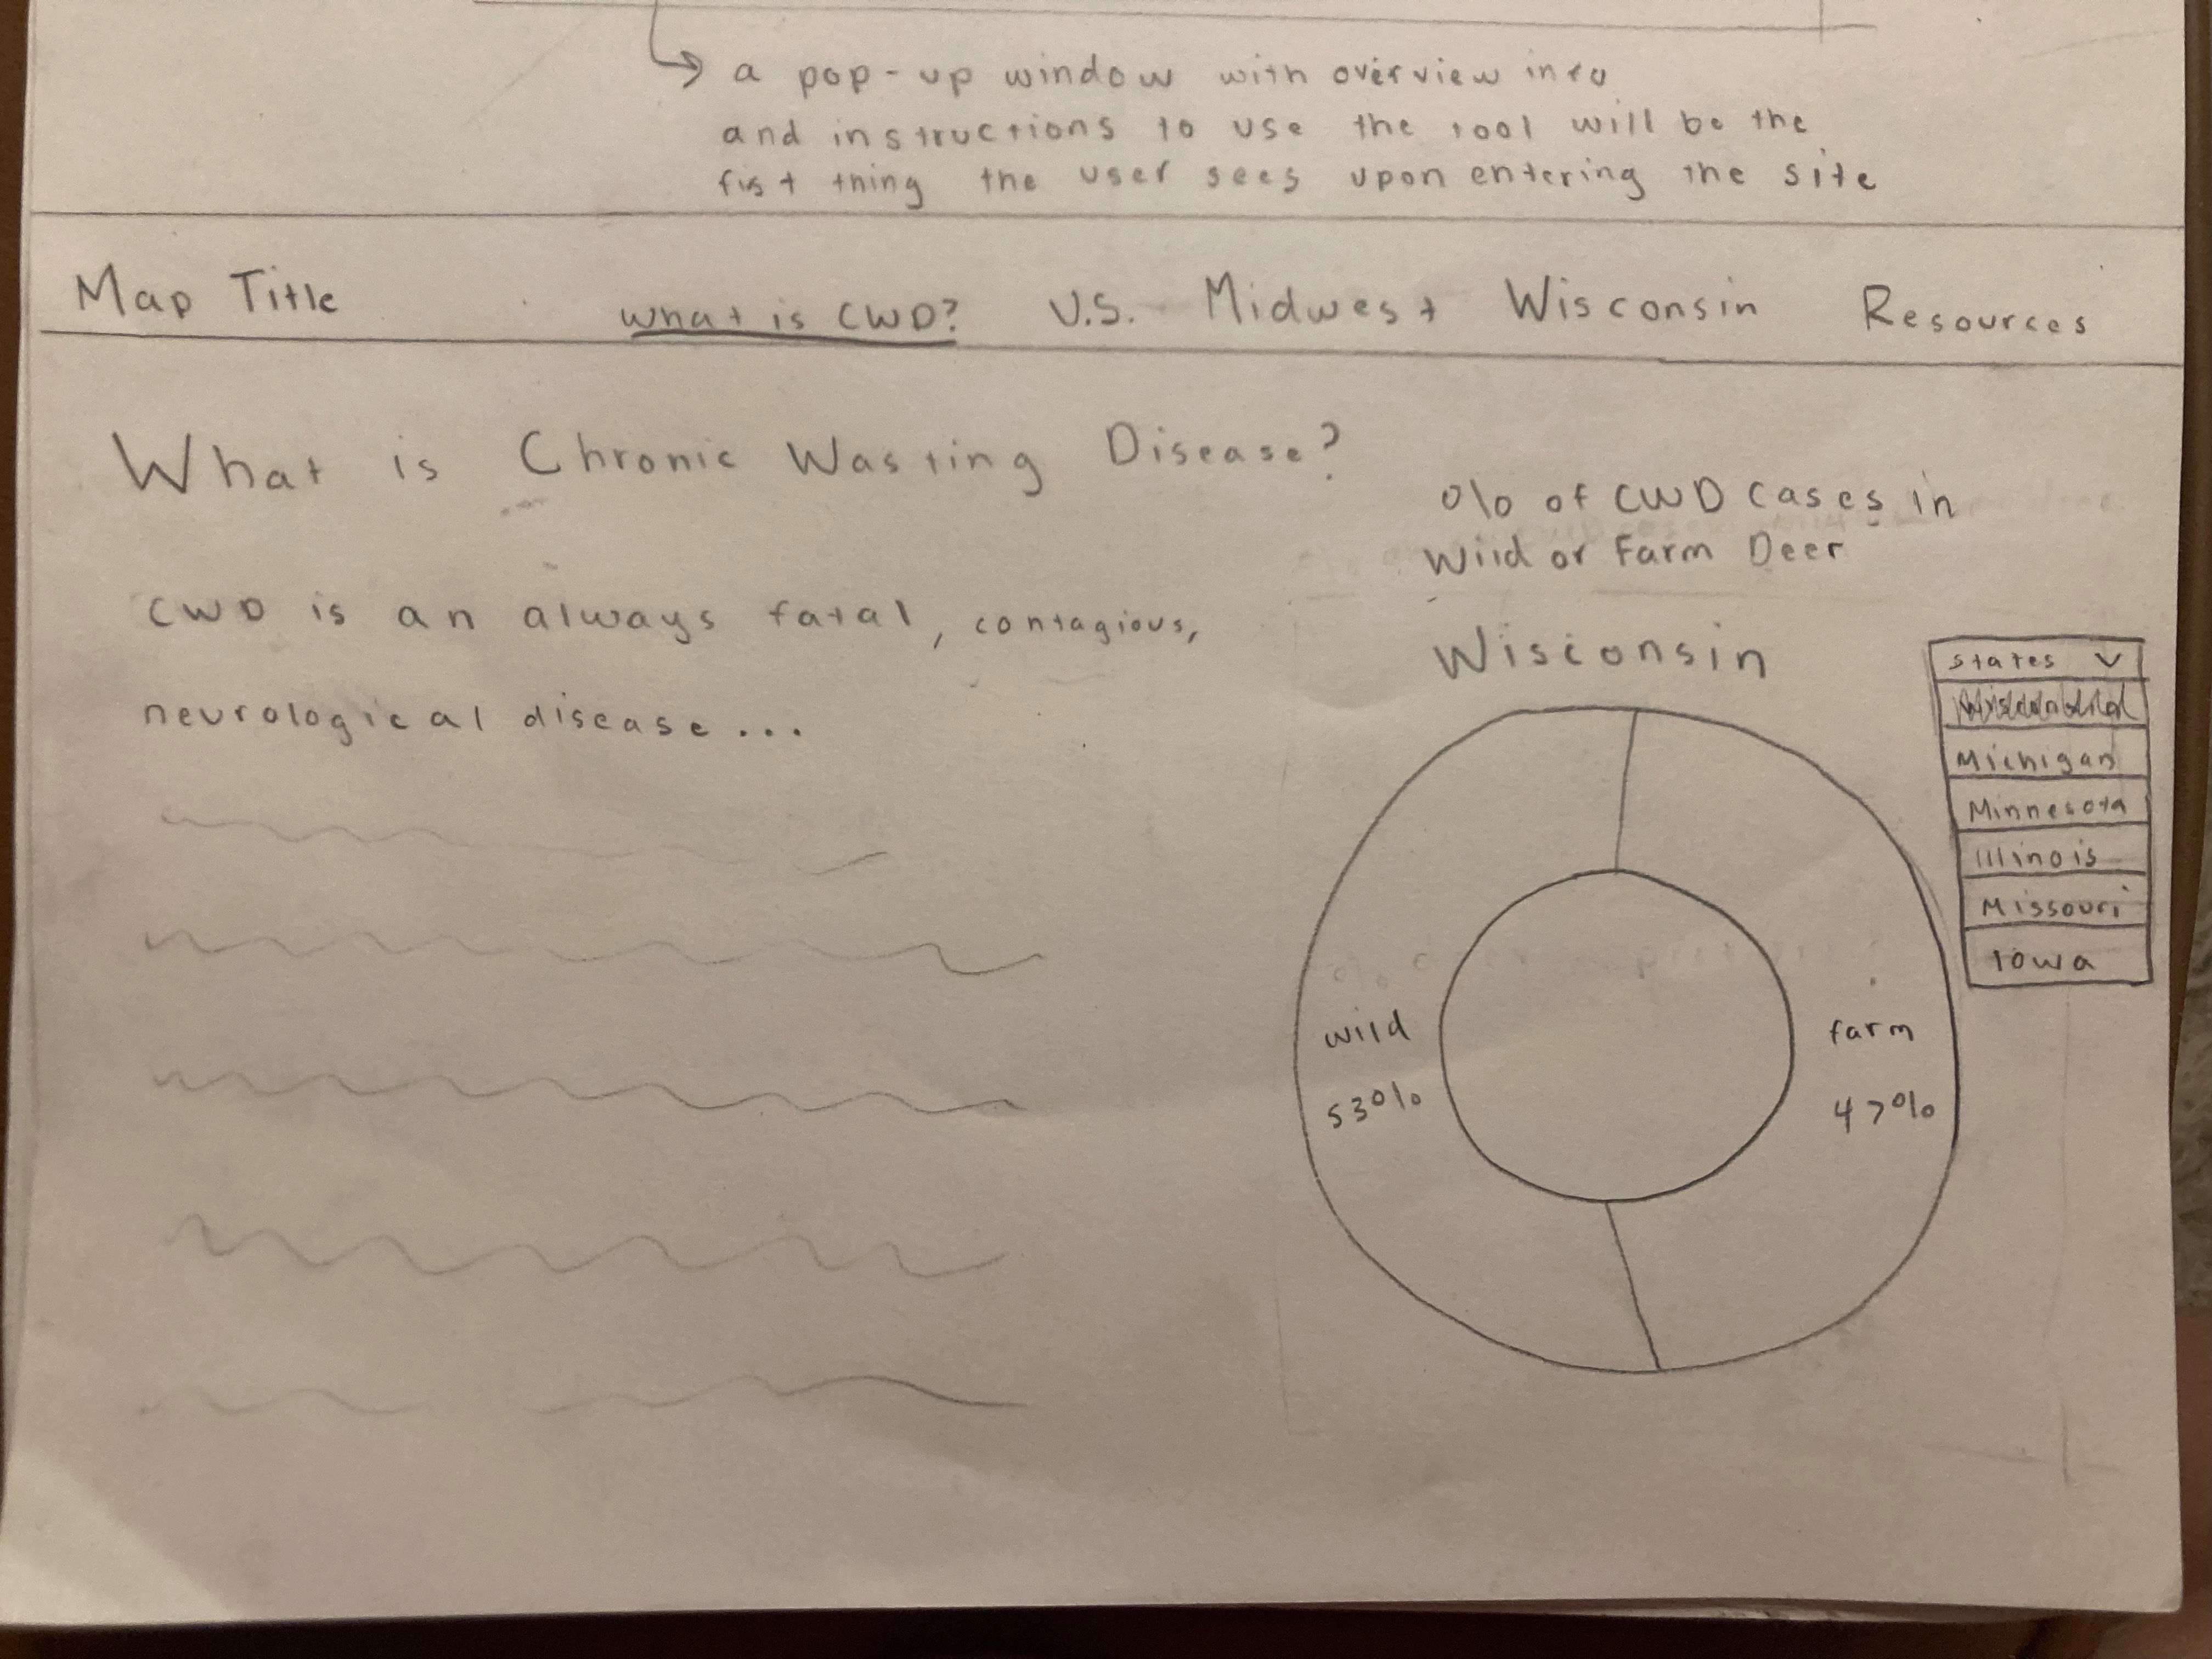 a pop-up window with overview info
and instructions to use the tool will be the
fist thing the user sees upon entering the site
Map Title what is CWD? U.S. Midwest Wisconsin Resources
What is Chronic Wasting Disease?
% of CWD cases in
Wild or Farm Deer
CWD is an always fatal, contagious,
neurological disease...
Wisconsin
states
Michigan
Minnesota
Illinois
Missouri
Iowa
wild
53%
farm
47%